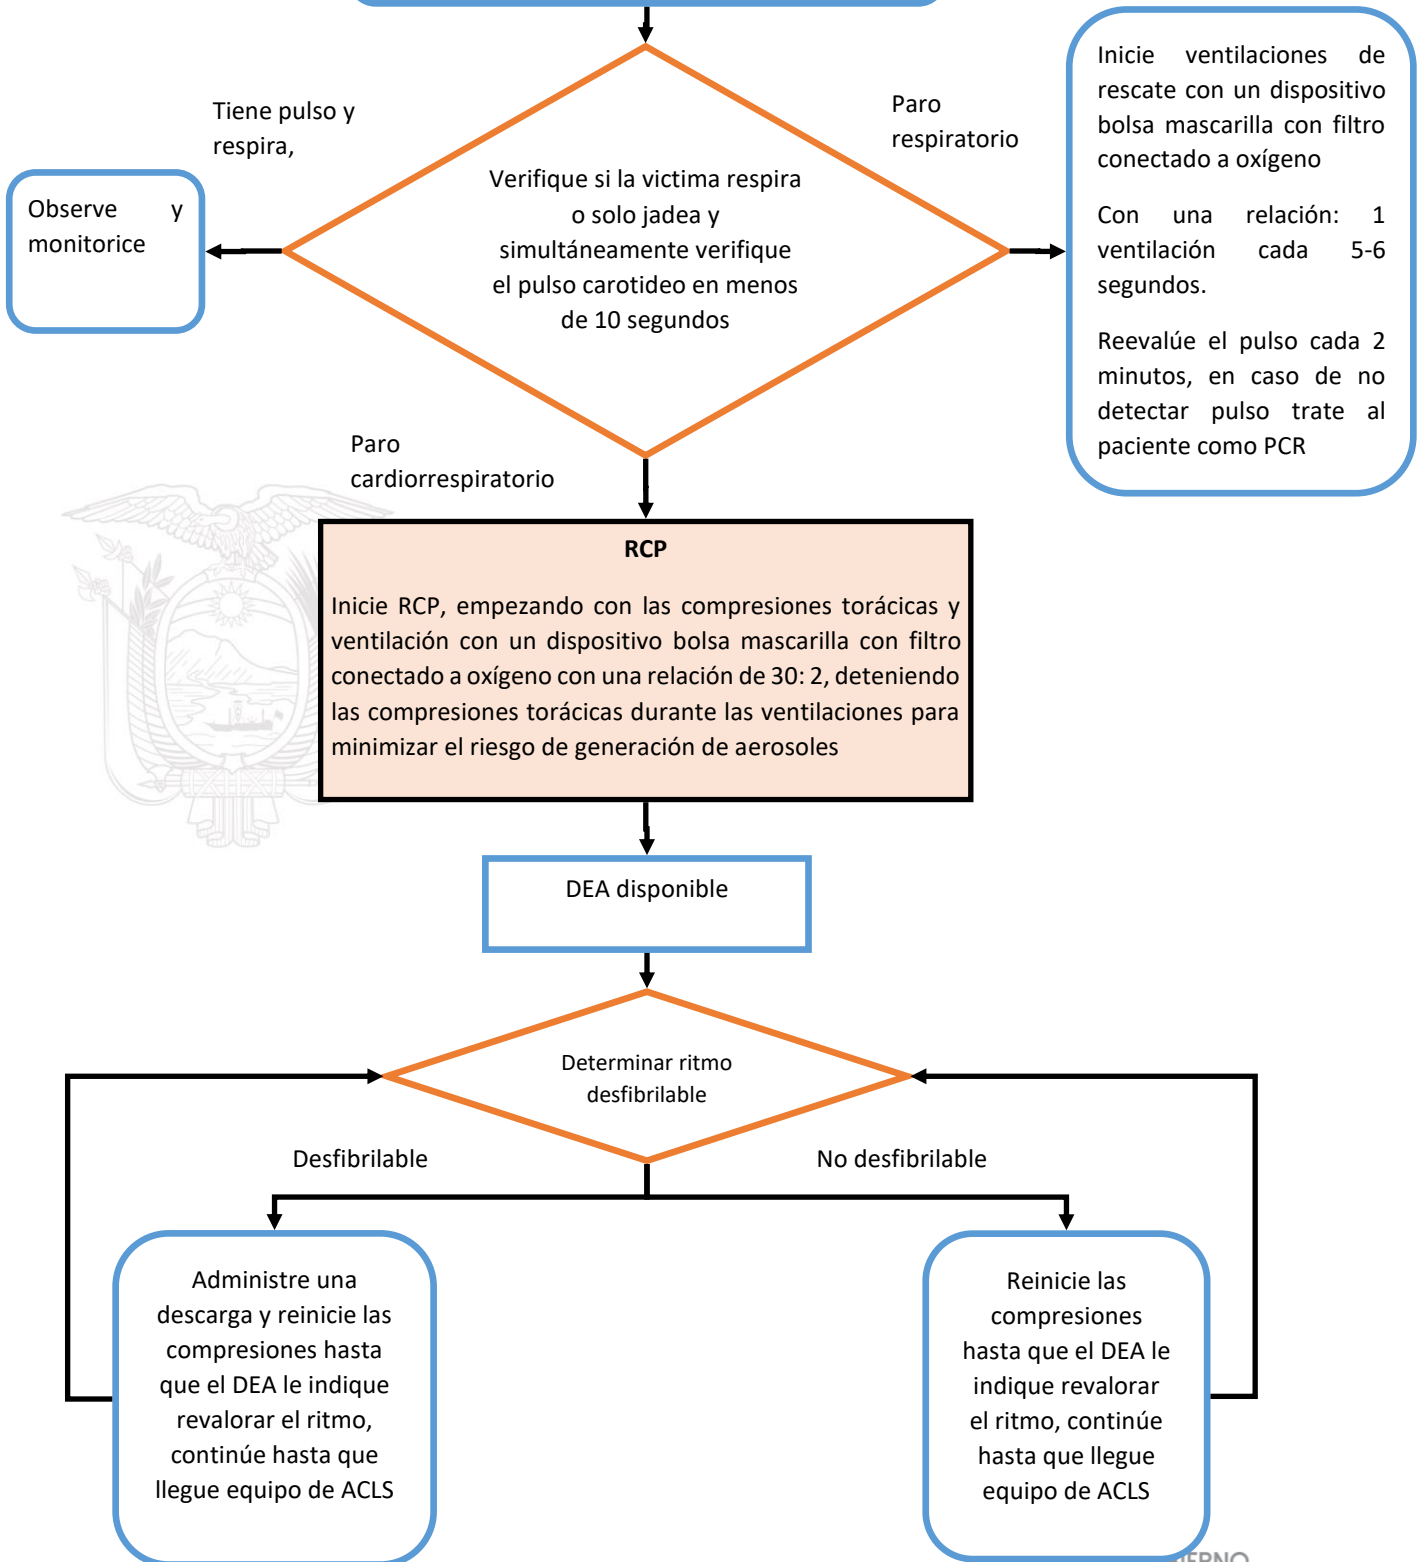 Tiene pulso y
respira,
Paro
respiratorio
Inicie ventilaciones de
rescate con un dispositivo
bolsa mascarilla con filtro
conectado a oxígeno
Con una relación: 1
ventilación cada 5-6
segundos.
Reevalúe el pulso cada 2
minutos, en caso de no
detectar pulso trate al
paciente como PCR
Observe y
monitorice
Verifique si la victima respira
o solo jadea y
simultáneamente verifique
el pulso carotideo en menos
de 10 segundos
Paro
cardiorrespiratorio
RCP
Inicie RCP, empezando con las compresiones torácicas y
ventilación con un dispositivo bolsa mascarilla con filtro
conectado a oxígeno con una relación de 30: 2, deteniendo
las compresiones torácicas durante las ventilaciones para
minimizar el riesgo de generación de aerosoles
DEA disponible
Determinar ritmo
desfibrilable
Desfibrilable
No desfibrilable
Administre una
descarga y reinicie las
compresiones hasta
que el DEA le indique
revalorar el ritmo,
continúe hasta que
llegue equipo de ACLS
Reinicie las
compresiones
hasta que el DEA le
indique revalorar
el ritmo, continúe
hasta que llegue
equipo de ACLS